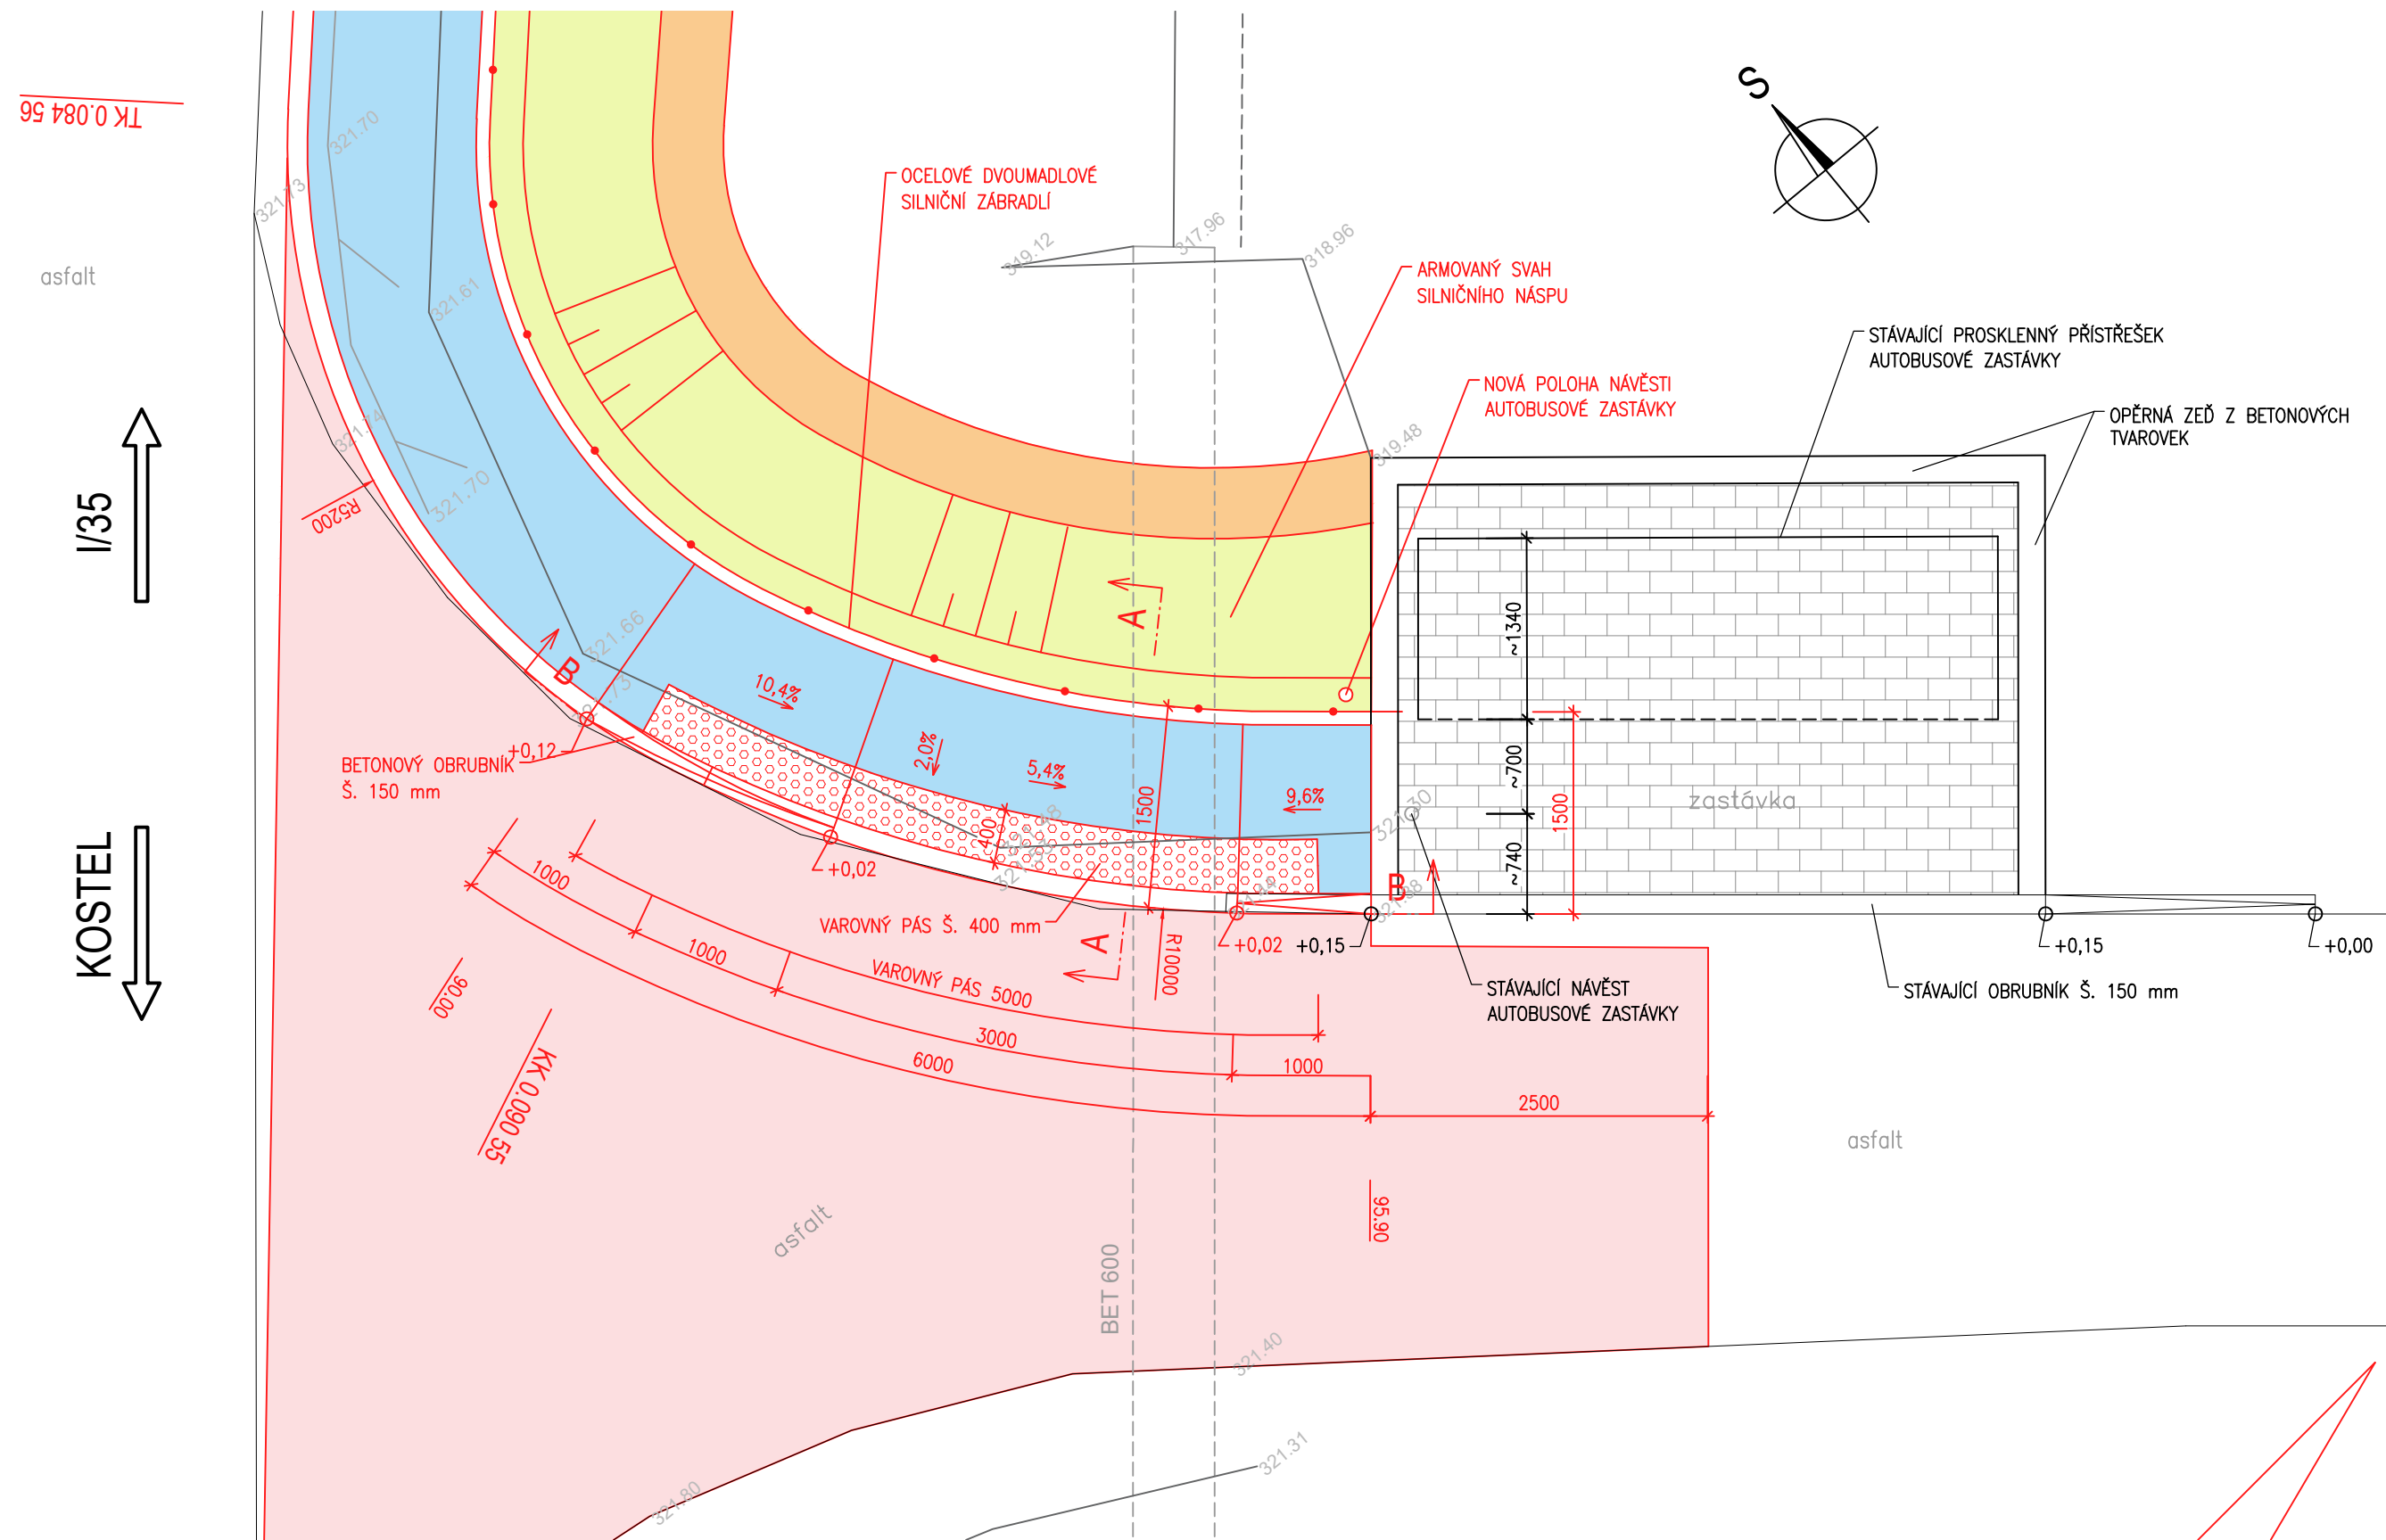 S
TK 0.084 56
321.70
321.73
asfalt
321.61
OCELOVÉ DVOUMADLOVÉ
SILNIČNÍ ZÁBRADLÍ
319.12
317.96
318.96
ARMOVANÝ SVAH
SILNIČNÍHO NÁSPU
STÁVAJÍCÍ PROSKLENNÝ PŘÍSTŘEŠEK
AUTOBUSOVÉ ZASTÁVKY
NOVÁ POLOHA NÁVĚSTI
AUTOBUSOVÉ ZASTÁVKY
OPĚRNÁ ZEĎ Z BETONOVÝCH
TVAROVEK
321.74
319.48
321.70
R5200
I/35
A
~1340
321.66
B
10,4%
321.73
+0,12
BETONOVÝ OBRUBNÍK
Š. 150 mm
2,0%
5,4%
1500
9,6%
~700
1500
zastávka
400
~740
KOSTEL
1000
+0,02
B
VAROVNÝ PÁS Š. 400 mm
A
+0,02
+0,15
+0,15
+0,00
1000
R10000
VAROVNÝ PÁS 5000
90.00
STÁVAJÍCÍ NÁVĚST
AUTOBUSOVÉ ZASTÁVKY
STÁVAJÍCÍ OBRUBNÍK Š. 150 mm
3000
6000
1000
KK 0.090 55
2500
asfalt
asfalt
95.90
BET 600
321.40
321.31
321.80